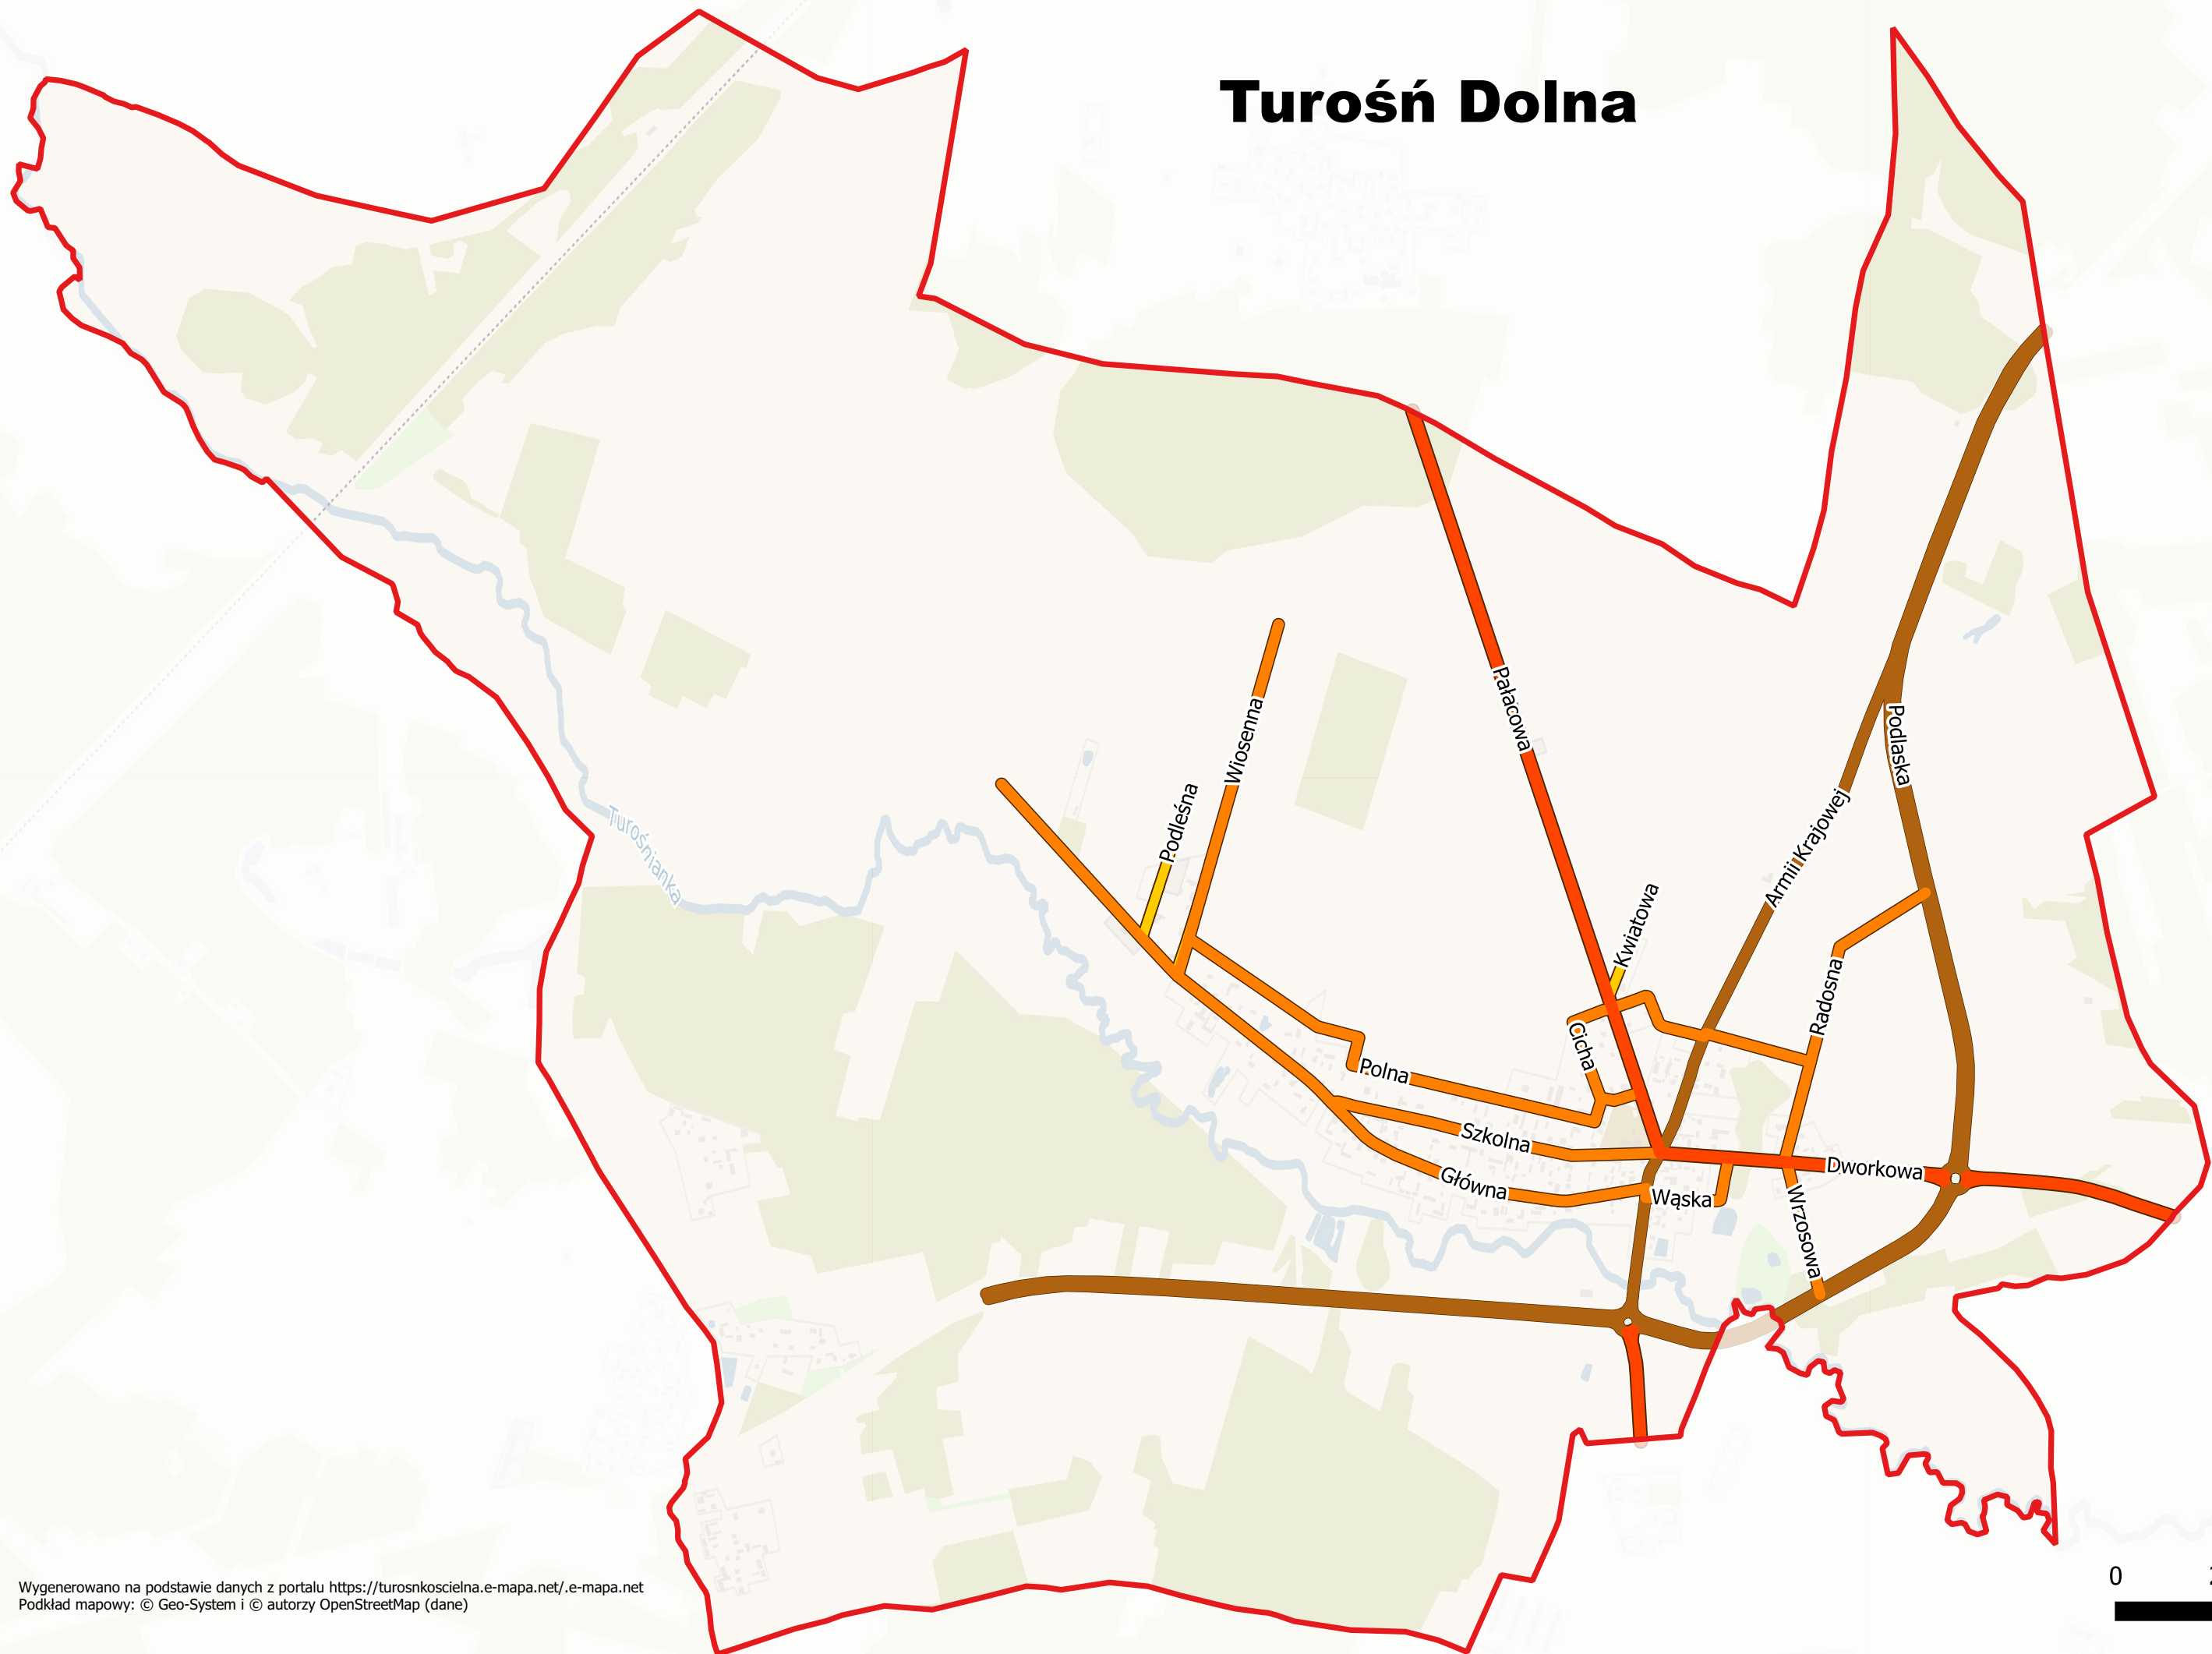 Turośń Dolna
Pałacowa
Wiosenna
Podlaska
Podleśna
Armii Krajowej
Turośnianka
Kwiatowa
Radosna
Cicha
Polna
Szkolna
Dworkowa
Główna
Wąska
Wrzosowa
0
Wygenerowano na podstawie danych z portalu https://turosnkoscielna.e-mapa.net/.e-mapa.net
Podkład mapowy: © Geo-System i © autorzy OpenStreetMap (dane)